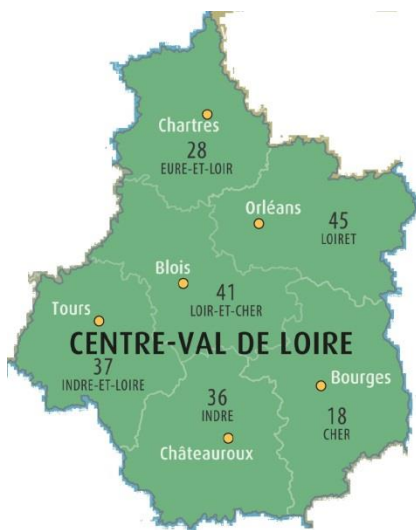 Chartres
28
EURE-ET-LOIR
Orléans
45
LOIRET
Blois
41
LOIR-ET-CHER
Tours
CENTRE-VAL DE LOIRE
37
INDRE-ET-LOIRE
36
INDRE
Bourges
18
CHER
Châteauroux